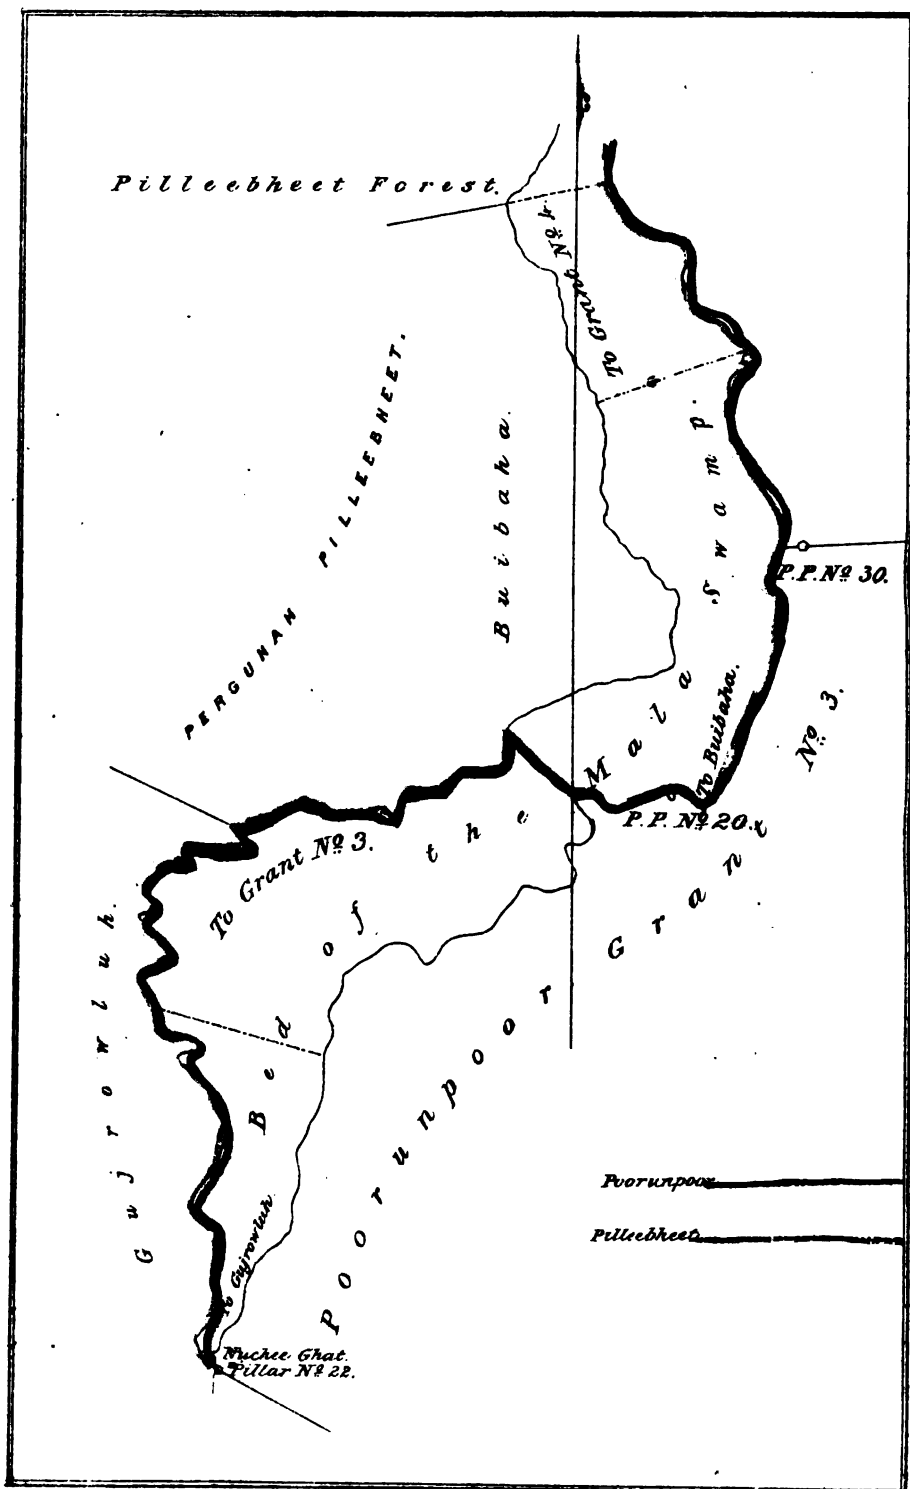 Pilleebheet Forest.
To Grant Nº 4.
PERGUNAH PILLEEBHEET.
Buibaha.
Bed of the Mala Swamp.
P.P. Nº 30.
To Buibaha.
P.P. Nº 20.
To Grant Nº 3.
Gujrowluh.
Poorunpoor Grant Nº 3.
Poorunpoor
Pilleebheet
To Gujrowluh
Nuchee Ghat.
Pillar Nº 22.